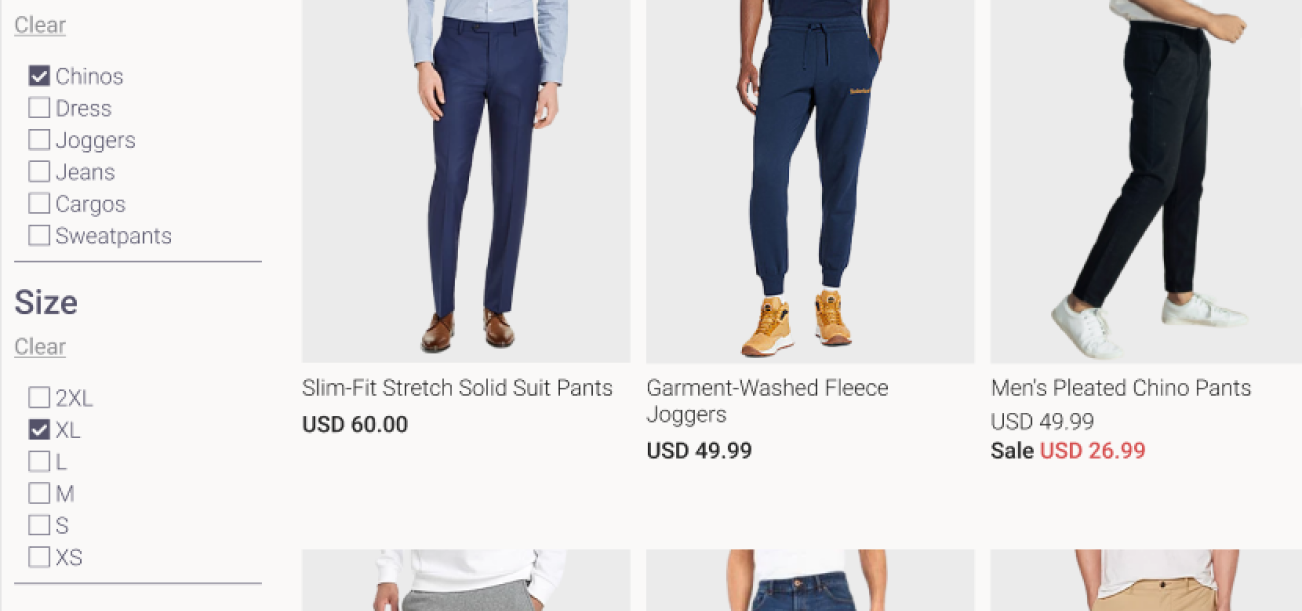 Clear
Chinos
Dress
Joggers
Jeans
Cargos
Sweatpants
Size
Clear
2XL
XL
L
M
S
XS
Slim-Fit Stretch Solid Suit Pants
USD 60.00
Garment-Washed Fleece
Joggers
USD 49.99
Men's Pleated Chino Pants
USD 49.99
Sale USD 26.99